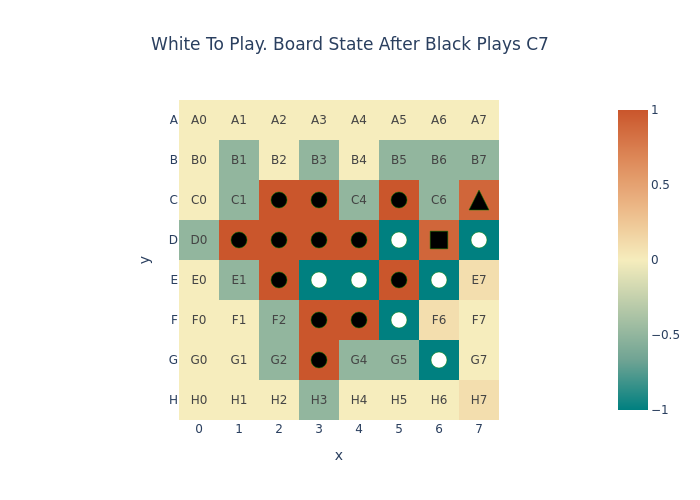 White To Play. Board State After Black Plays C7
A A0 A1 A2 A3 A4 A5 A6 A7
B B0 B1 B2 B3 B4 B5 B6 B7
C C0 C1 C4 C6
D D0
E E0 E1 E7
F F0 F1 F2 F6 F7
G G0 G1 G2 G4 G5 G7
H H0 H1 H2 H3 H4 H5 H6 H7
0 1 2 3 4 5 6 7
x
y
1
0.5
0
−0.5
−1